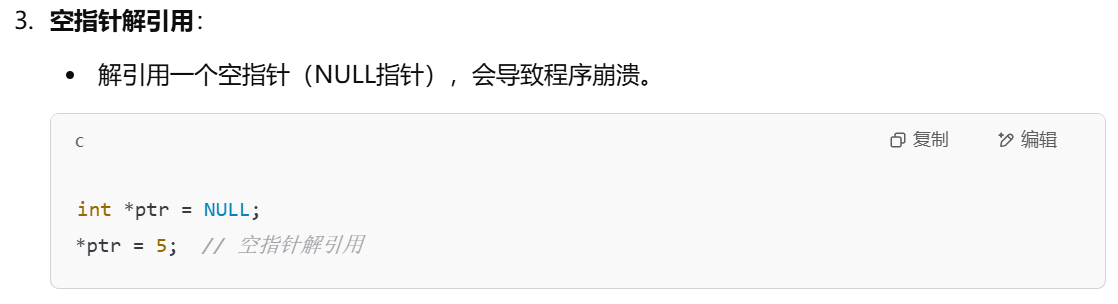 3. 空指针解引用：
• 解引用一个空指针（NULL指针），会导致程序崩溃。
c 复制 编辑
int *ptr = NULL;
*ptr = 5;  // 空指针解引用